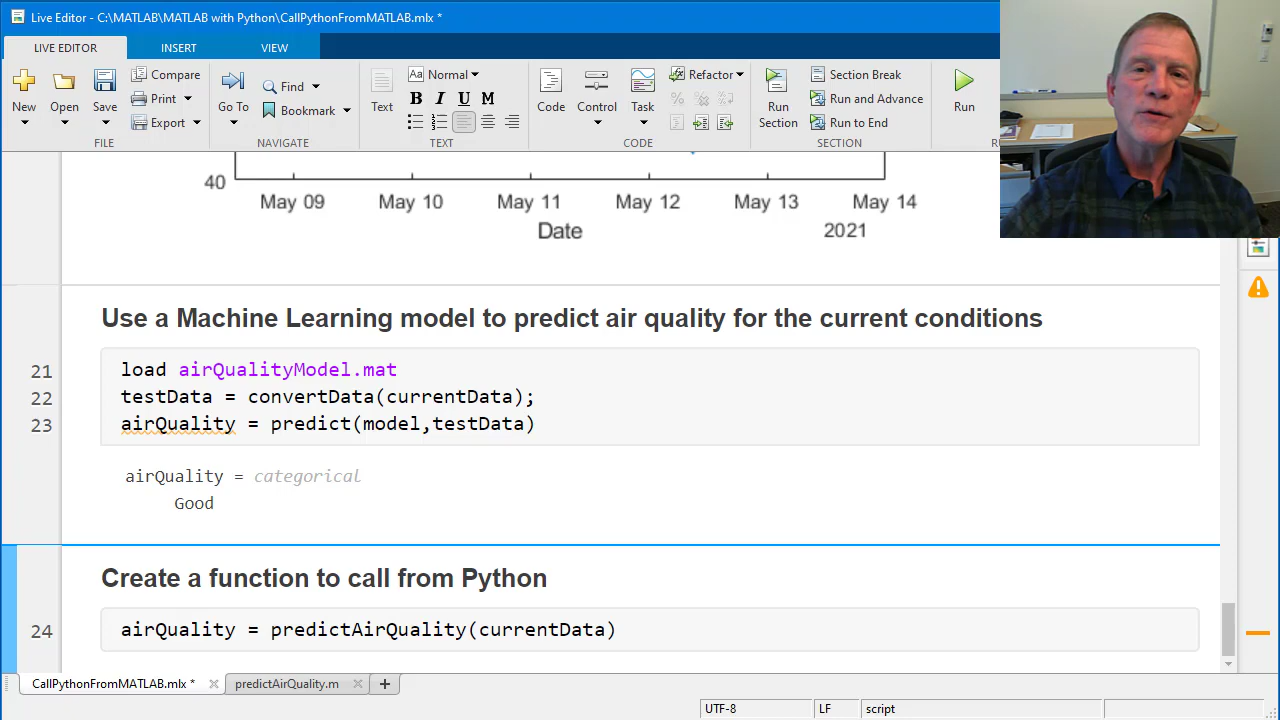 Live Editor - C:\MATLAB\MATLAB with Python\CallPythonFromMATLAB.mlx *
LIVE EDITOR INSERT VIEW
New Open Save Compare Print Export
FILE
Go To Find Bookmark
NAVIGATE
Text Aa Normal
B I U M
TEXT
Code Control Task Refactor
CODE
Run Section Section Break Run and Advance Run to End
SECTION
Run
40
May 09 May 10 May 11 May 12 May 13 May 14
Date 2021
Use a Machine Learning model to predict air quality for the current conditions
21 load airQualityModel.mat
22 testData = convertData(currentData);
23 airQuality = predict(model,testData)
airQuality = categorical
Good
Create a function to call from Python
24 airQuality = predictAirQuality(currentData)
CallPythonFromMATLAB.mlx * predictAirQuality.m
UTF-8 LF script